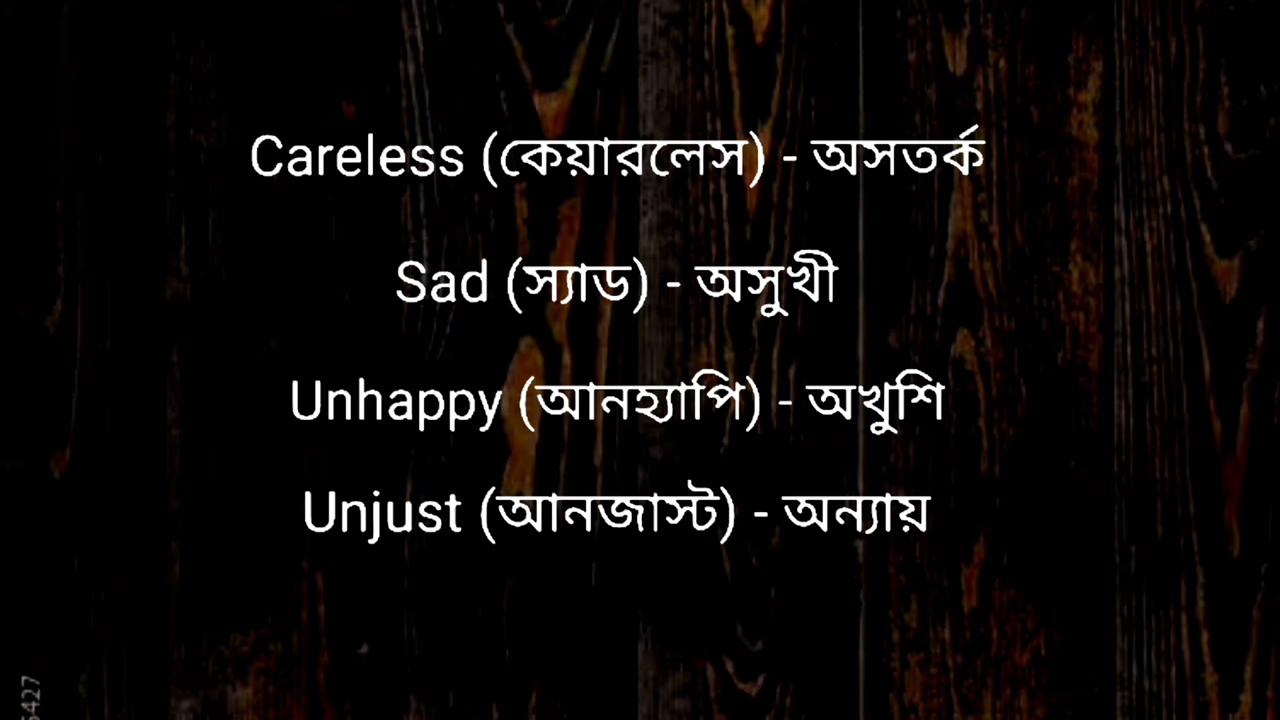 Careless (কেয়ারলেস) - অসতর্ক
Sad (স্যাড) - অসুখী
Unhappy (আনহ্যাপি) - অখুশি
Unjust (আনজাস্ট) - অন্যায়